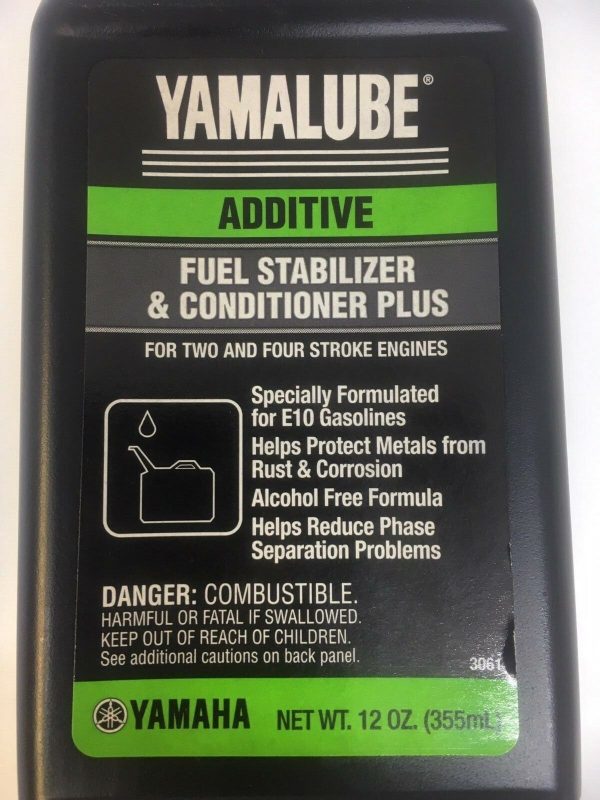 YAMALUBE®
ADDITIVE
FUEL STABILIZER
& CONDITIONER PLUS
FOR TWO AND FOUR STROKE ENGINES
Specially Formulated
for E10 Gasolines
Helps Protect Metals from
Rust & Corrosion
Alcohol Free Formula
Helps Reduce Phase
Separation Problems
DANGER: COMBUSTIBLE.
HARMFUL OR FATAL IF SWALLOWED.
KEEP OUT OF REACH OF CHILDREN.
See additional cautions on back panel.
3061
YAMAHA NET WT. 12 OZ. (355mL)